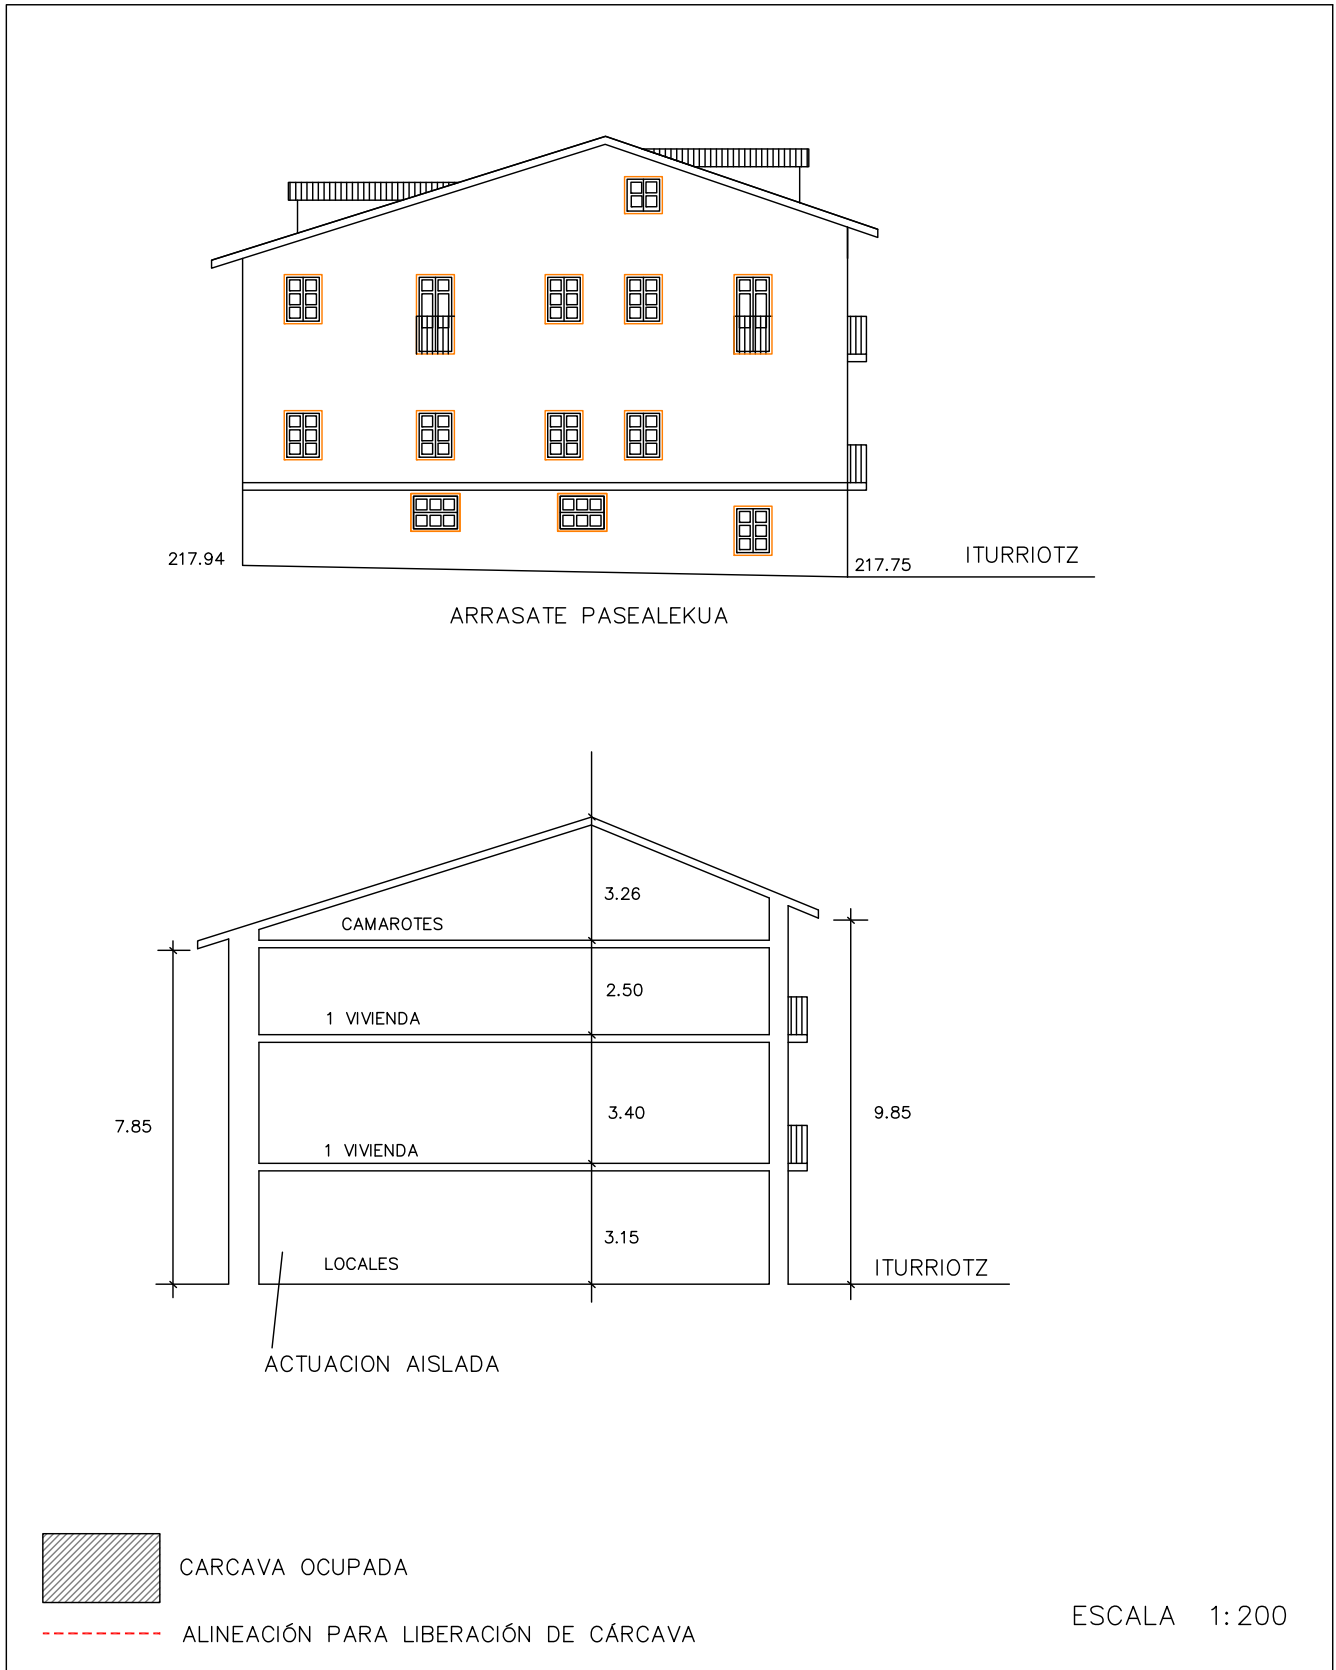 217.94
217.75
ITURRIOTZ
ARRASATE PASEALEKUA
3.26
CAMAROTES
2.50
1 VIVIENDA
7.85
3.40
9.85
1 VIVIENDA
3.15
LOCALES
ITURRIOTZ
ACTUACION AISLADA
CARCAVA OCUPADA
ALINEACIÓN PARA LIBERACIÓN DE CÁRCAVA
ESCALA 1:200